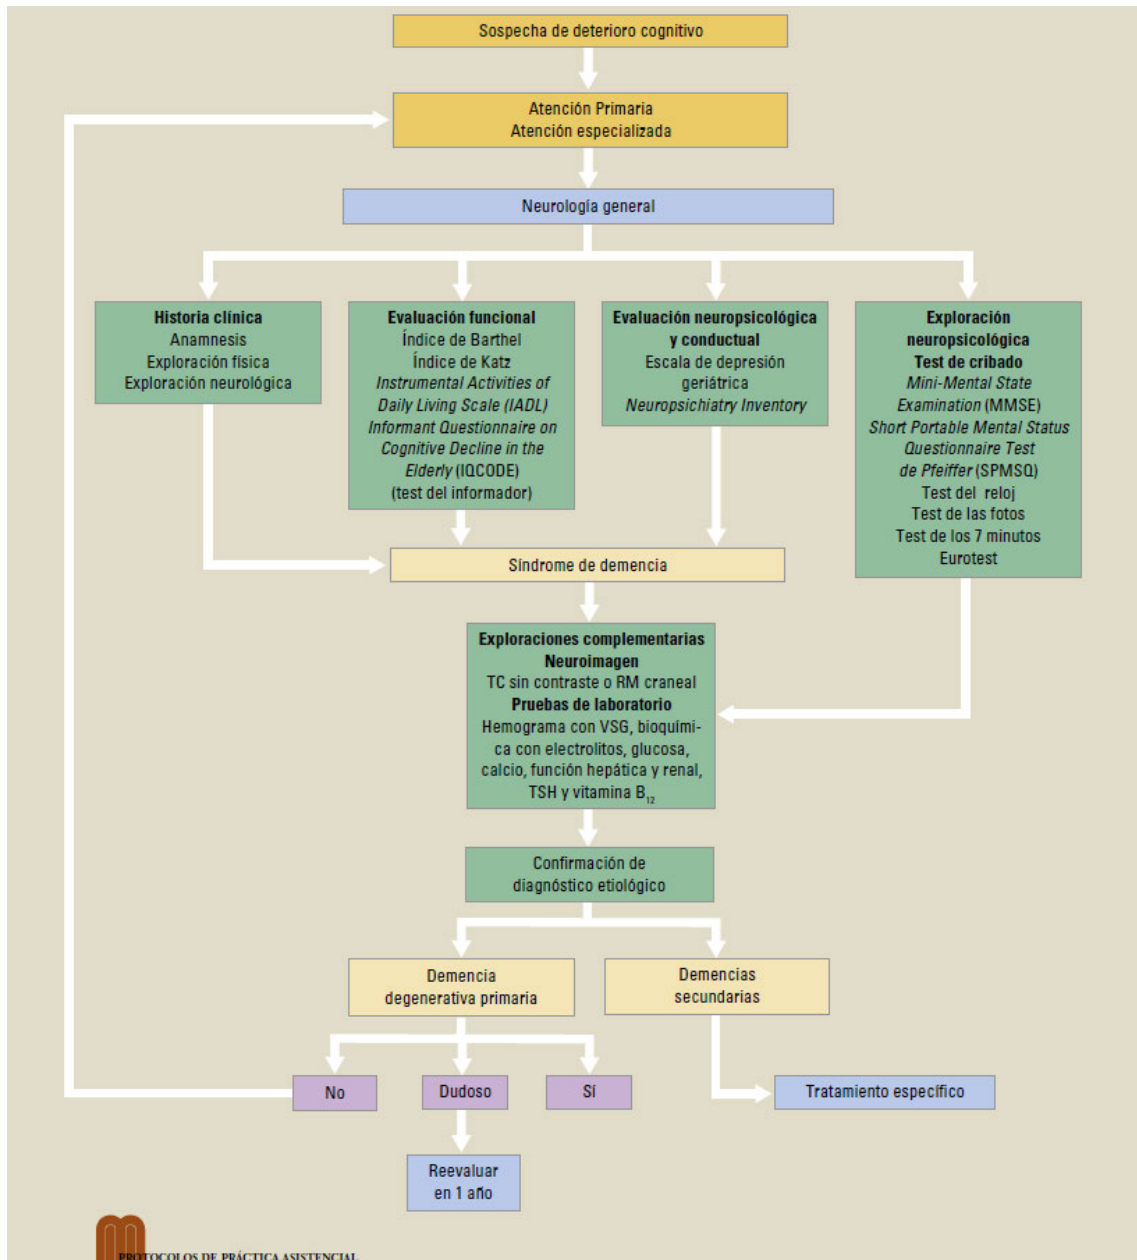 Sospecha de deterioro cognitivo
Atención Primaria
Atención especializada
Neurología general
Historia clínica
Anamnesis
Exploración física
Exploración neurológica
Evaluación funcional
Índice de Barthel
Índice de Katz
Instrumental Activities of
Daily Living Scale (IADL)
Informant Questionnaire on
Cognitive Decline in the
Elderly (IQCODE)
(test del informador)
Evaluación neuropsicológica
y conductual
Escala de depresión
geriátrica
Neuropsichiatry Inventory
Exploración
neuropsicológica
Test de cribado
Mini-Mental State
Examination (MMSE)
Short Portable Mental Status
Questionnaire Test
de Pfeiffer (SPMSQ)
Test del reloj
Test de las fotos
Test de los 7 minutos
Eurotest
Síndrome de demencia
Exploraciones complementarias
Neuroimagen
TC sin contraste o RM craneal
Pruebas de laboratorio
Hemograma con VSG, bioquími-
ca con electrolitos, glucosa,
calcio, función hepática y renal,
TSH y vitamina B12
Confirmación de
diagnóstico etiológico
Demencia
degenerativa primaria
Demencias
secundarias
No
Dudoso
Sí
Tratamiento específico
Reevaluar
en 1 año
PROTOCOLOS DE PRÁCTICA ASISTENCIAL